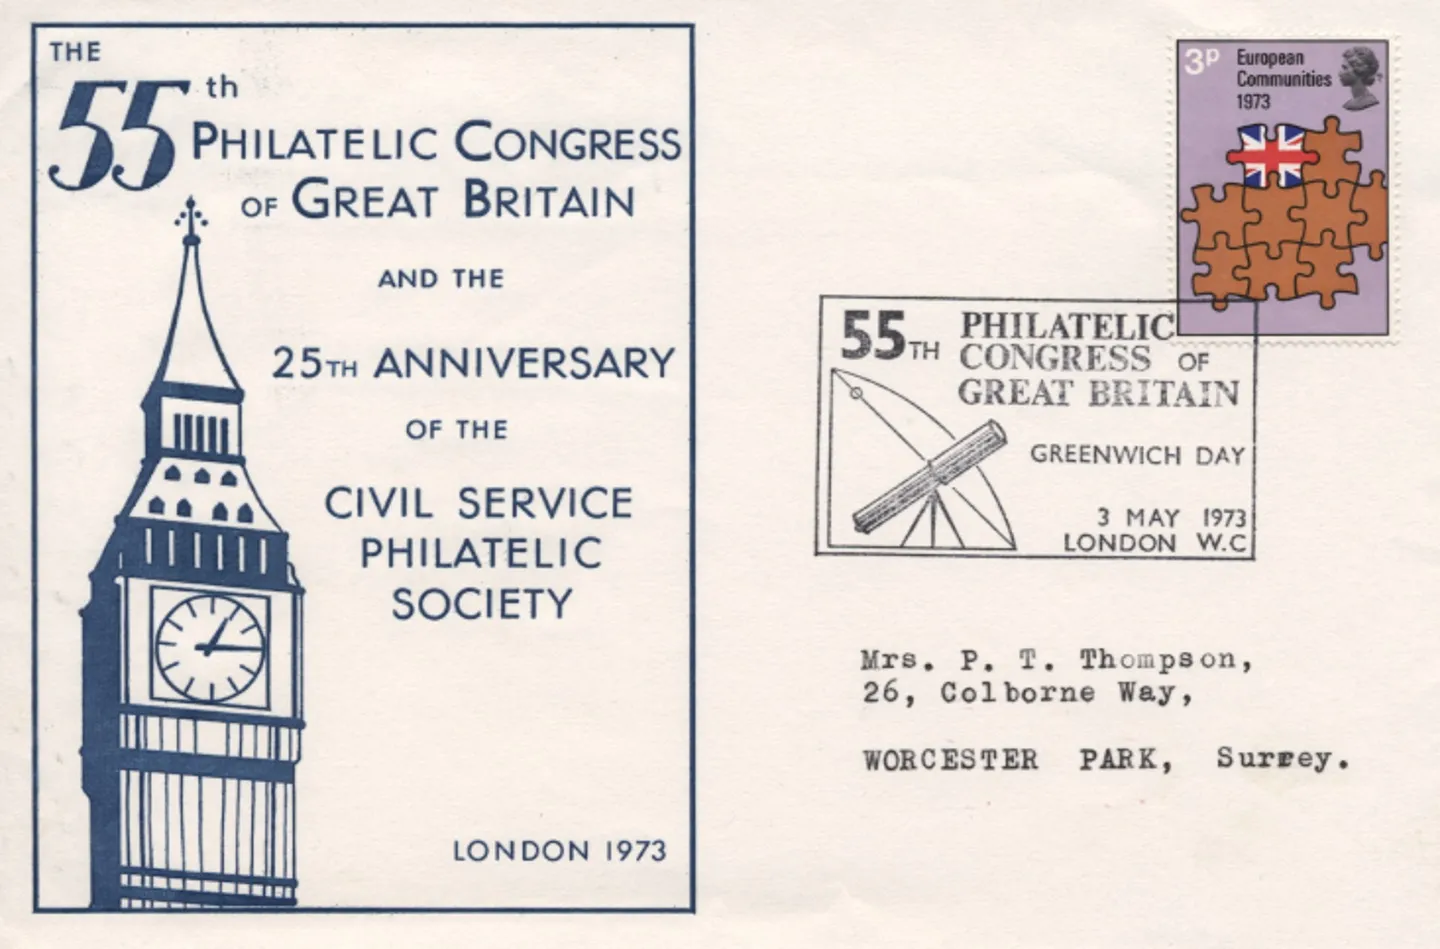 THE
55th
PHILATELIC CONGRESS
OF GREAT BRITAIN
AND THE
25TH ANNIVERSARY
OF THE
CIVIL SERVICE
PHILATELIC
SOCIETY
LONDON 1973
3P European
Communities
1973
55TH PHILATELIC
CONGRESS OF
GREAT BRITAIN
GREENWICH DAY
3 MAY 1973
LONDON W.C
Mrs. P. T. Thompson,
26, Colborne Way,
WORCESTER PARK, Surrey.